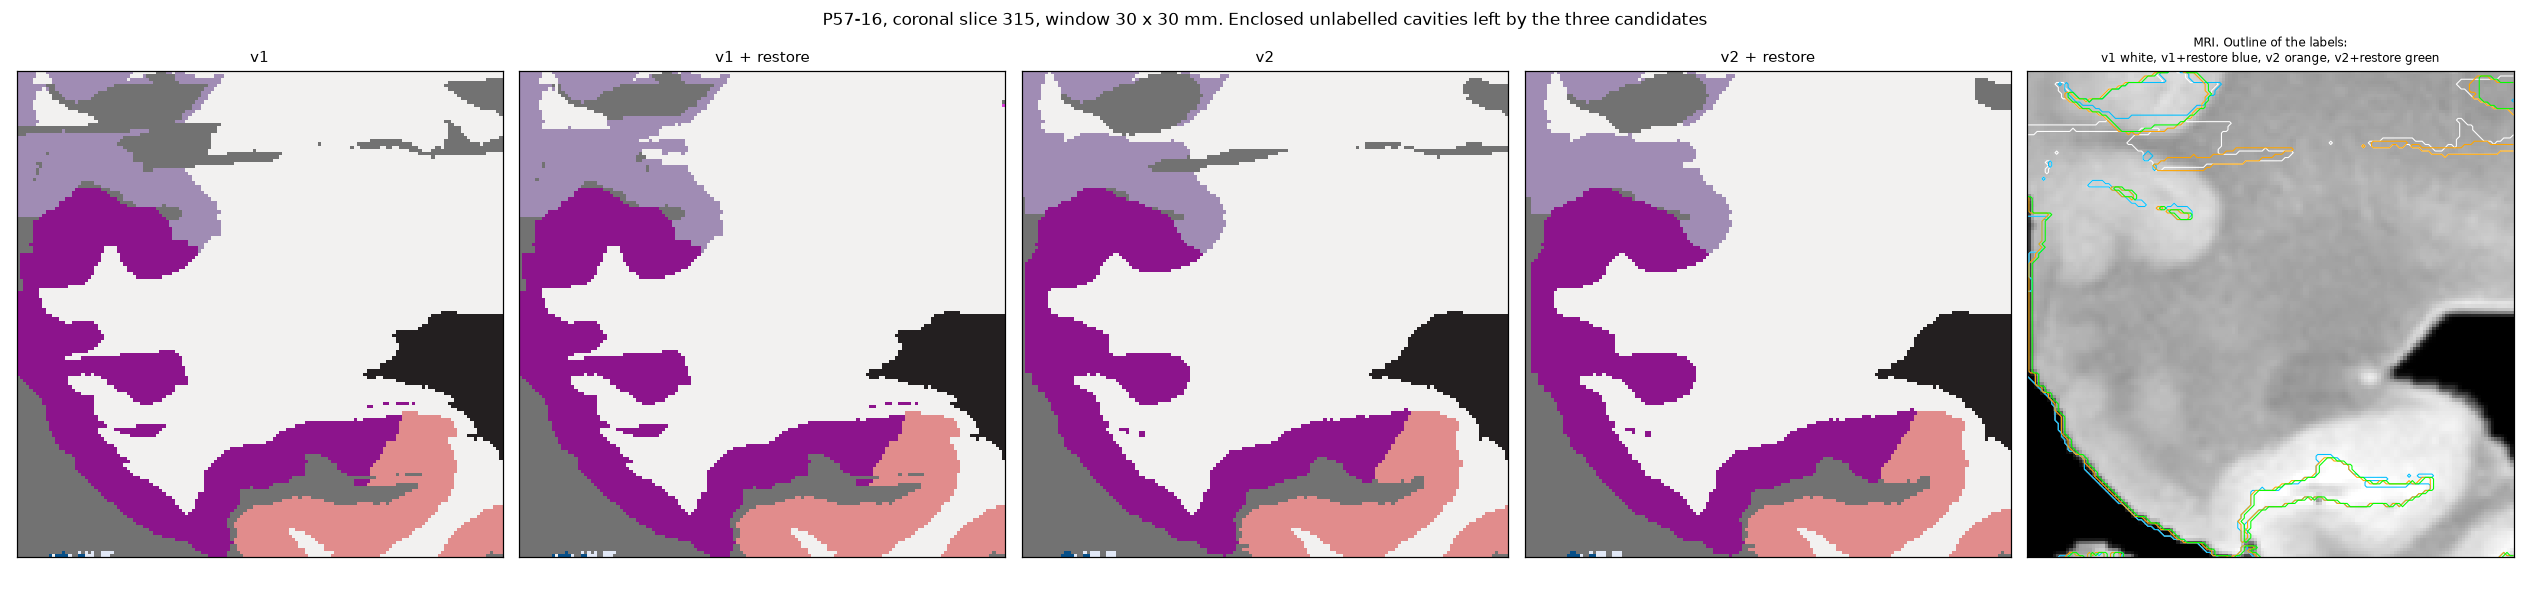 P57-16, coronal slice 315, window 30 x 30 mm. Enclosed unlabelled cavities left by the three candidates
v1
v1 + restore
v2
v2 + restore
MRI. Outline of the labels:
v1 white, v1+restore blue, v2 orange, v2+restore green